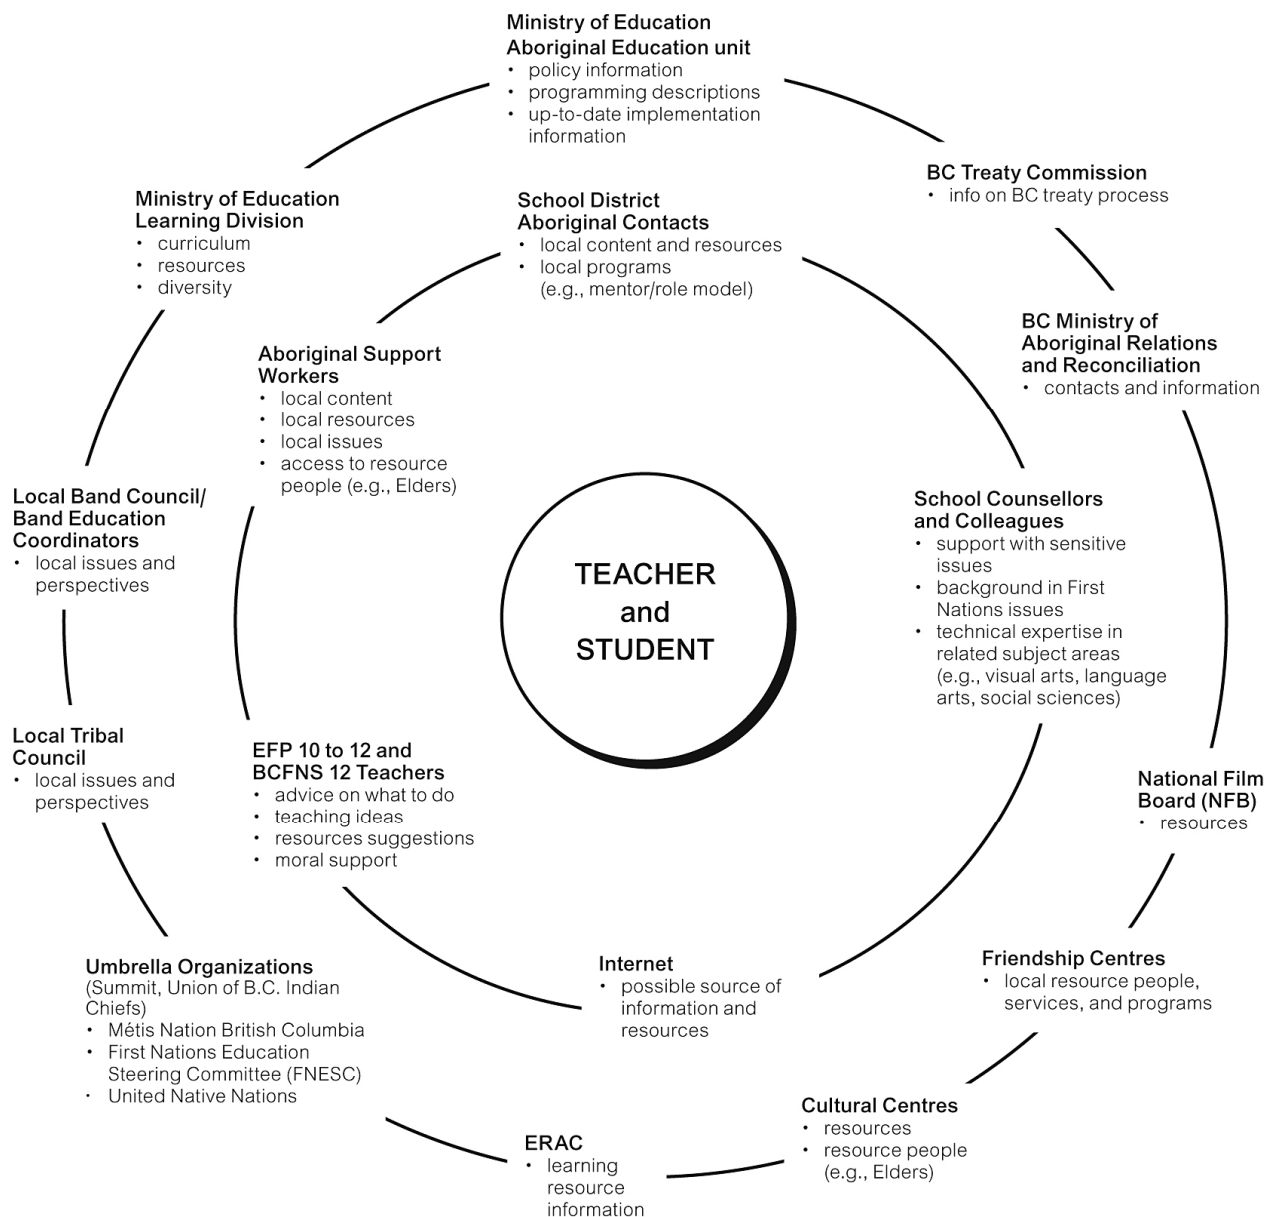 Ministry of Education
Aboriginal Education unit
• policy information
• programming descriptions
• up-to-date implementation
information
BC Treaty Commission
• info on BC treaty process
BC Ministry of
Aboriginal Relations
and Reconciliation
• contacts and information
National Film
Board (NFB)
• resources
Friendship Centres
• local resource people,
services, and programs
Cultural Centres
• resources
• resource people
(e.g., Elders)
ERAC
• learning
resource
information
Umbrella Organizations
(Summit, Union of B.C. Indian
Chiefs)
• Métis Nation British Columbia
• First Nations Education
Steering Committee (FNESC)
• United Native Nations
Local Tribal
Council
• local issues and
perspectives
Local Band Council/
Band Education
Coordinators
• local issues and
perspectives
Ministry of Education
Learning Division
• curriculum
• resources
• diversity
School District
Aboriginal Contacts
• local content and resources
• local programs
(e.g., mentor/role model)
School Counsellors
and Colleagues
• support with sensitive
issues
• background in First
Nations issues
• technical expertise in
related subject areas
(e.g., visual arts, language
arts, social sciences)
Internet
• possible source of
information and
resources
EFP 10 to 12 and
BCFNS 12 Teachers
• advice on what to do
• teaching ideas
• resources suggestions
• moral support
Aboriginal Support
Workers
• local content
• local resources
• local issues
• access to resource
people (e.g., Elders)
TEACHER
and
STUDENT